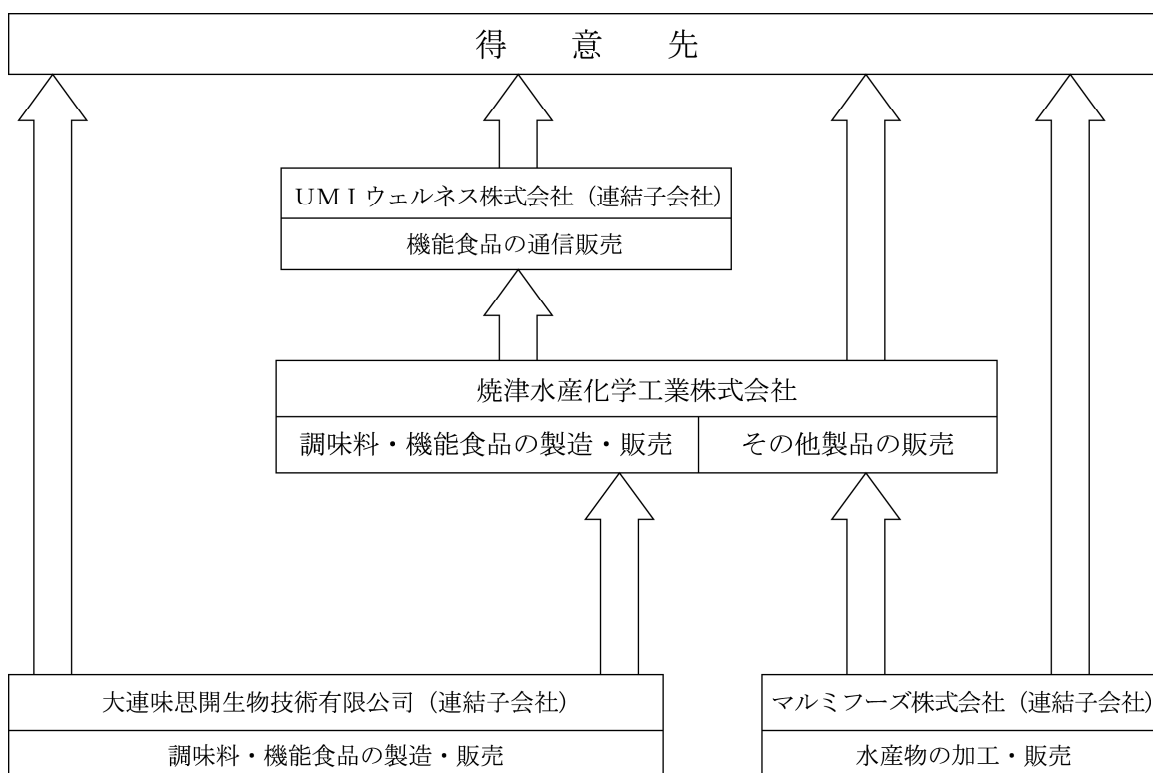 得意先
UMIウェルネス株式会社（連結子会社）
機能食品の通信販売
焼津水産化学工業株式会社
調味料・機能食品の製造・販売
その他製品の販売
大連味思開生物技術有限公司（連結子会社）
調味料・機能食品の製造・販売
マルミフーズ株式会社（連結子会社）
水産物の加工・販売